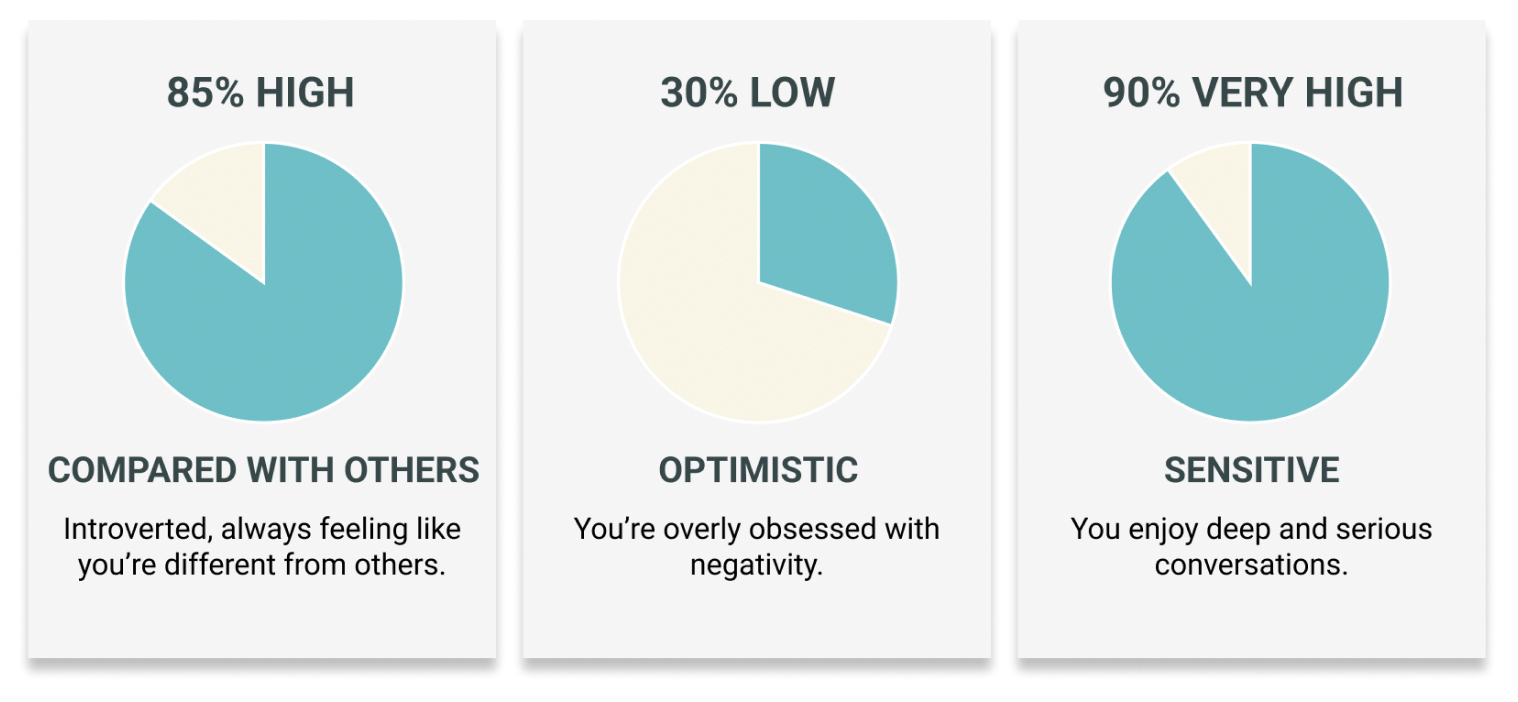 85% HIGH
COMPARED WITH OTHERS
Introverted, always feeling like
you’re different from others.
30% LOW
OPTIMISTIC
You’re overly obsessed with
negativity.
90% VERY HIGH
SENSITIVE
You enjoy deep and serious
conversations.